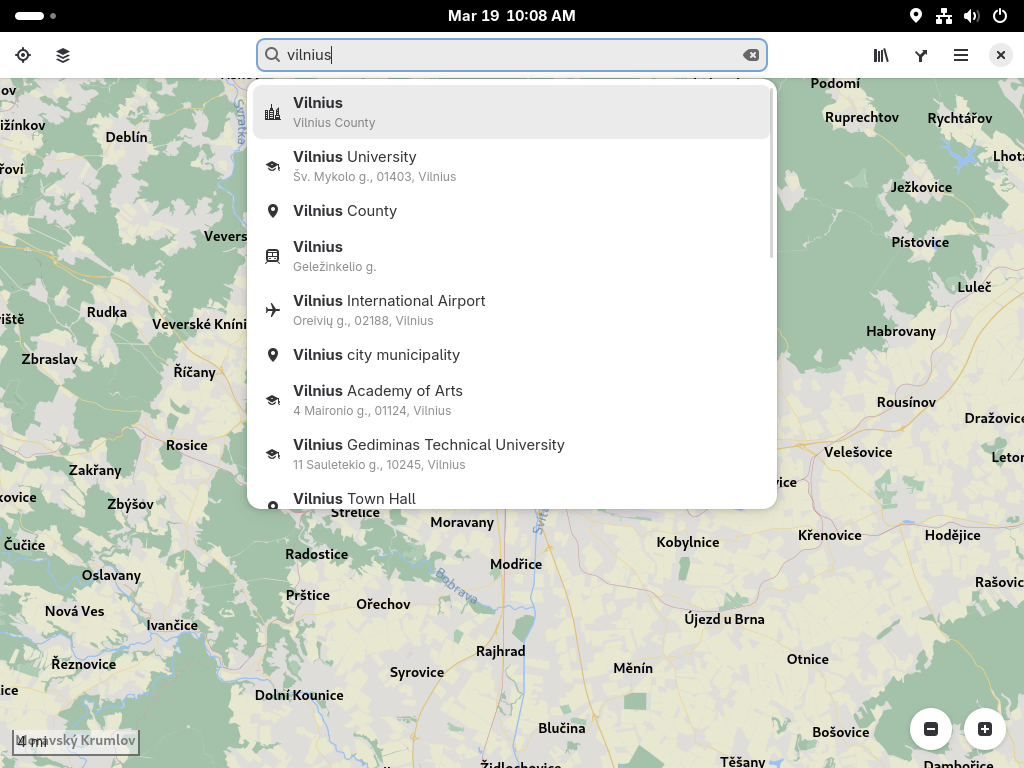 Mar 19 10:08 AM
vilnius
Vilnius
Vilnius County
Vilnius University
Šv. Mykolo g., 01403, Vilnius
Vilnius County
Vilnius
Geležinkelio g.
Vilnius International Airport
Oreivių g., 02188, Vilnius
Vilnius city municipality
Vilnius Academy of Arts
4 Maironio g., 01124, Vilnius
Vilnius Gediminas Technical University
11 Sauletekio g., 10245, Vilnius
Vilnius Town Hall
Podomí
ov
Ruprechtov
Rychtářov
ižínkov
Svratka
Deblín
Lhota
řoví
Ježkovice
Vevers
Pístovice
Luleč
Rudka
iště
Veverské Kníni
Habrovany
Zbraslav
Říčany
Rousínov
Dražovice
Rosice
Velešovice
Leton
Zakřany
vice
kovice
Zbýšov
Střelice
Moravany
Svit
Křenovice
Hodějice
Čučice
Kobylnice
Radostice
Modřice
Oslavany
Rašovic
Bobrava
Prštice
Ořechov
Nová Ves
Újezd u Brna
Ivančice
Rajhrad
Otnice
Řeznovice
Měnín
Syrovice
ice
Dolní Kounice
Blučina
Bošovice
Moravský Krumlov
4 mi
Židlochovice
Těšany
Dambořice